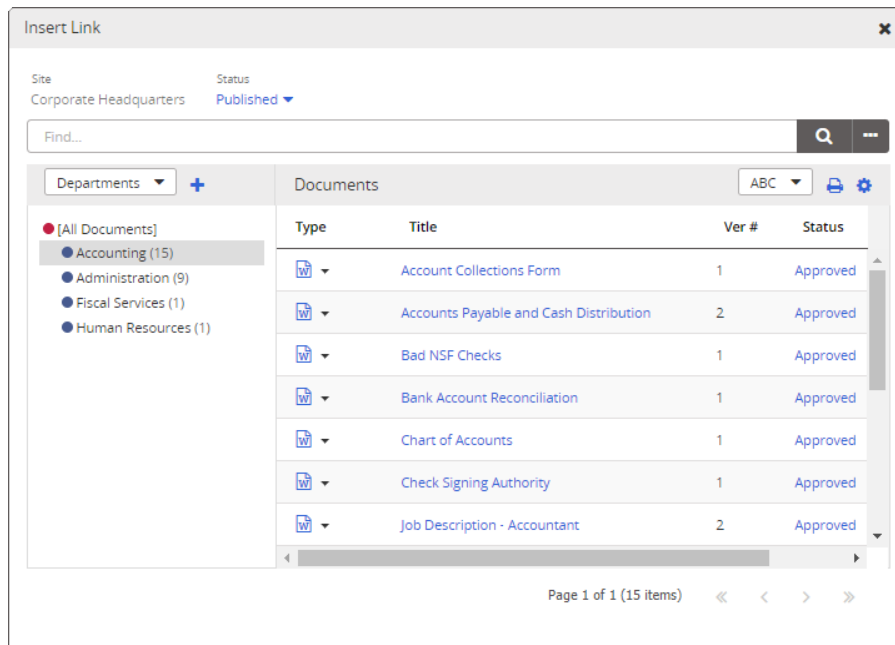 Insert Link
Site Status
Corporate Headquarters Published
Find...
Departments Documents ABC
[All Documents]
Accounting (15)
Administration (9)
Fiscal Services (1)
Human Resources (1)
Type Title Ver # Status
Account Collections Form 1 Approved
Accounts Payable and Cash Distribution 2 Approved
Bad NSF Checks 1 Approved
Bank Account Reconciliation 1 Approved
Chart of Accounts 1 Approved
Check Signing Authority 1 Approved
Job Description - Accountant 2 Approved
Page 1 of 1 (15 items)